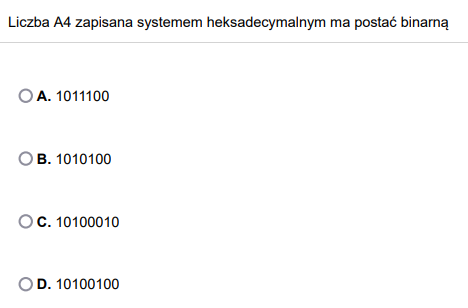 Liczba A4 zapisana systemem heksadecymalnym ma postać binarną
A. 1011100
B. 1010100
C. 10100010
D. 10100100